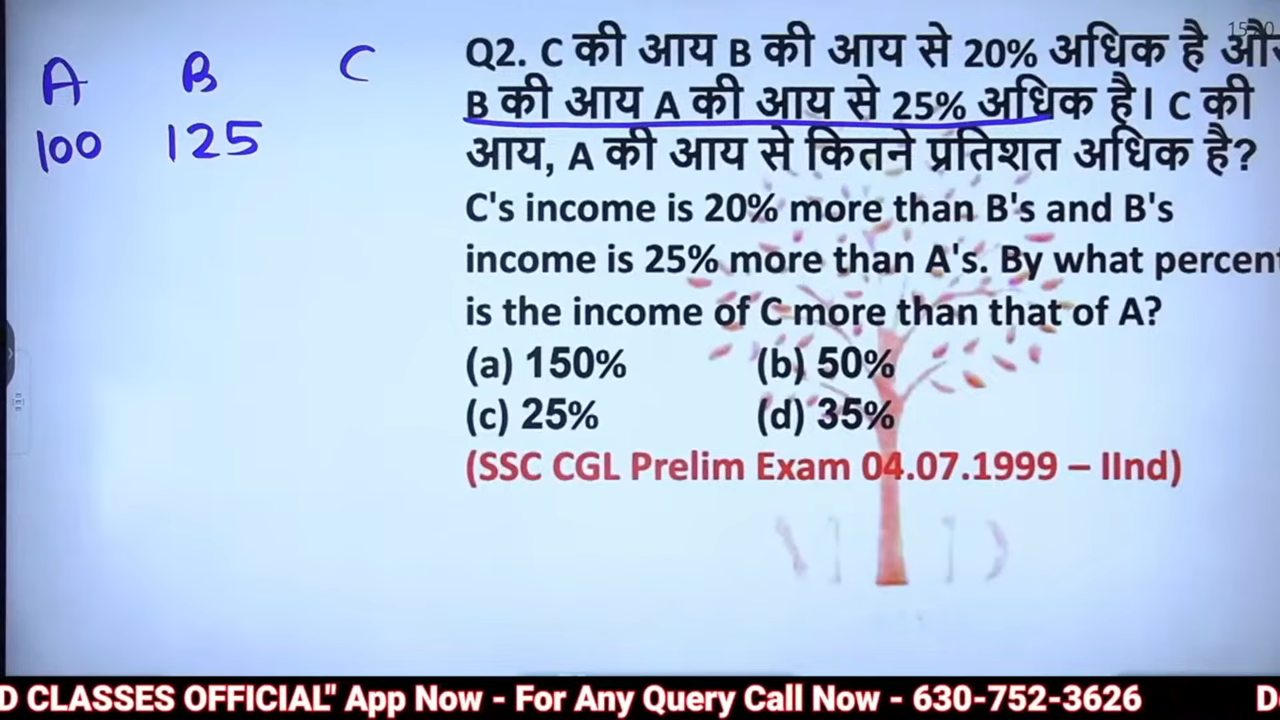 A B C
100 125
Q2. C की आय B की आय से 20% अधिक है और
B की आय A की आय से 25% अधिक है। C की
आय, A की आय से कितने प्रतिशत अधिक है?
C's income is 20% more than B's and B's
income is 25% more than A's. By what percent
is the income of C more than that of A?
(a) 150% (b) 50%
(c) 25% (d) 35%
(SSC CGL Prelim Exam 04.07.1999 – IInd)
D CLASSES OFFICIAL" App Now - For Any Query Call Now - 630-752-3626 D